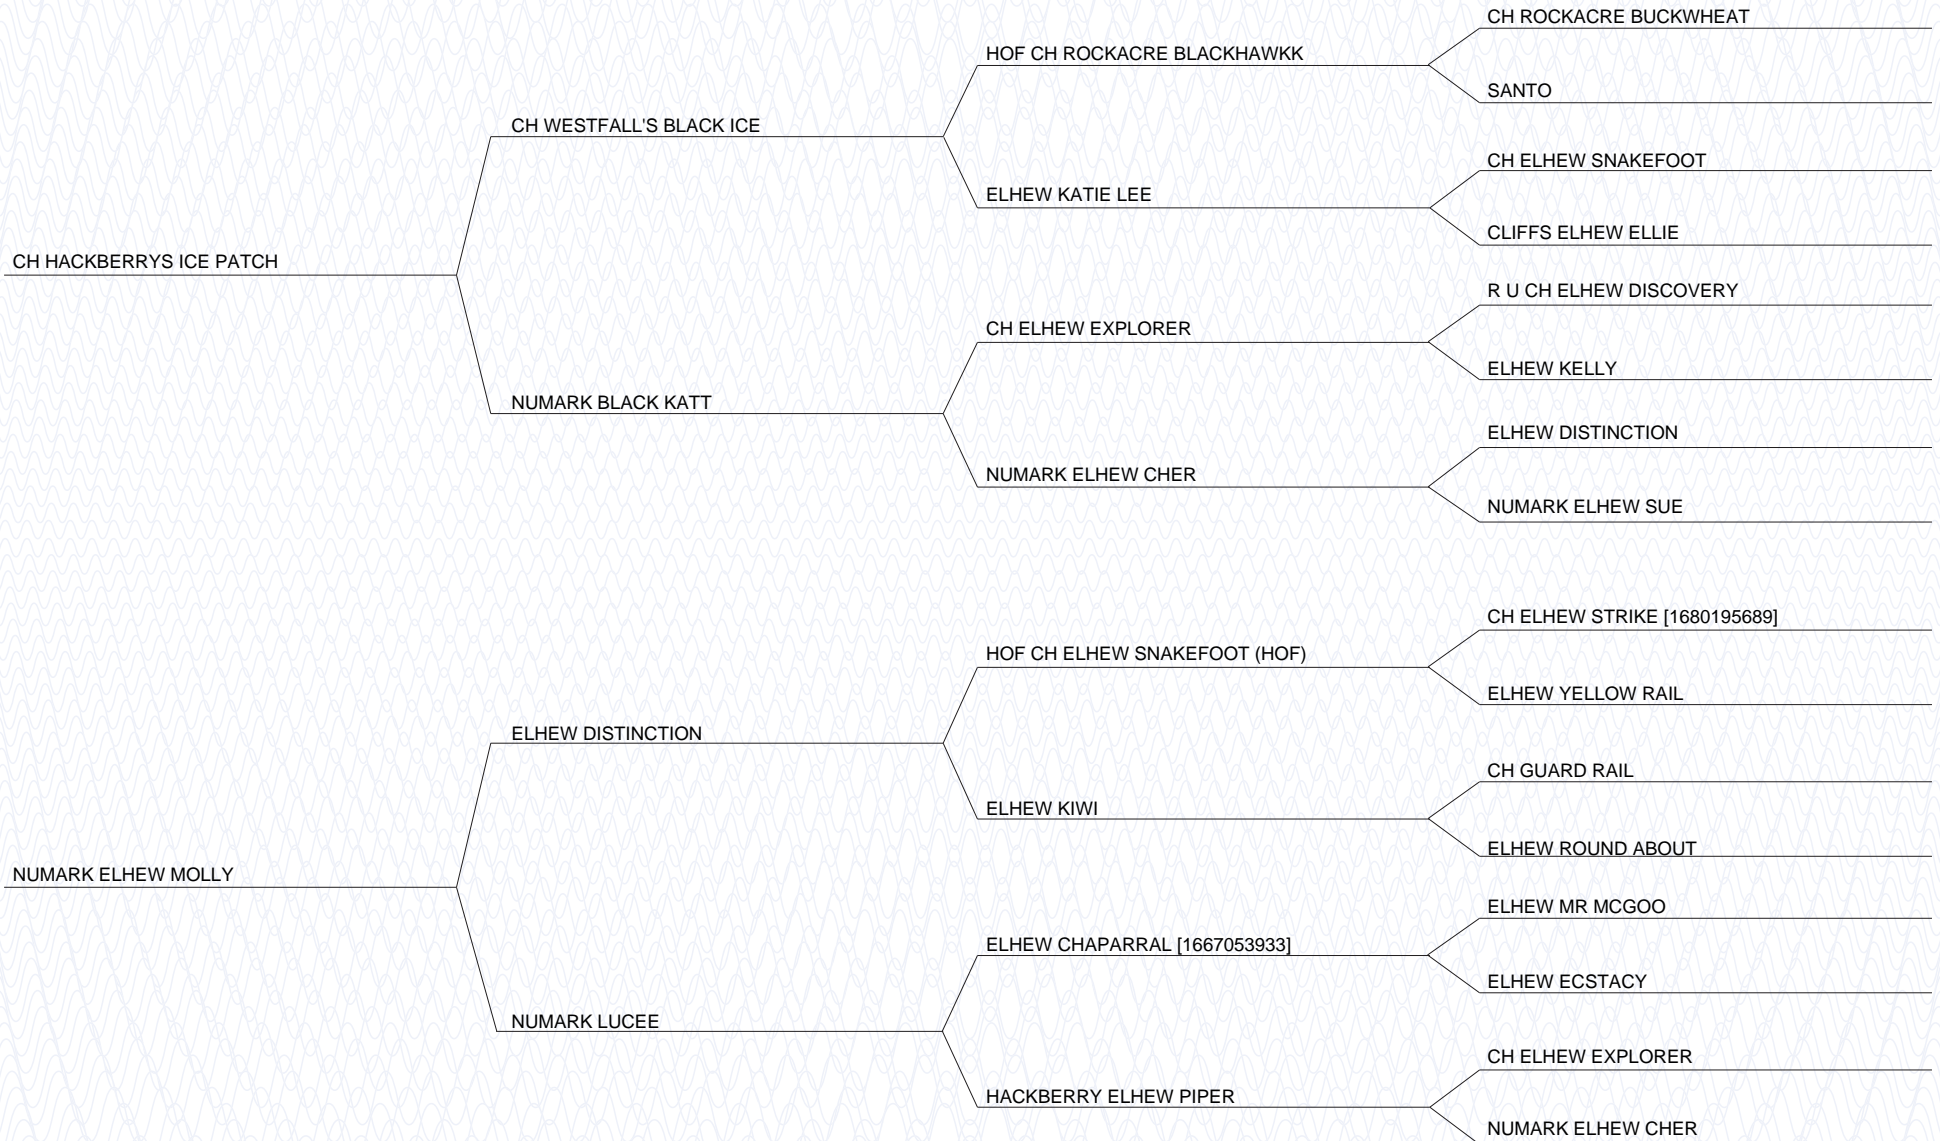 CH ROCKACRE BUCKWHEAT
HOF CH ROCKACRE BLACKHAWKK
SANTO
CH WESTFALL'S BLACK ICE
CH ELHEW SNAKEFOOT
ELHEW KATIE LEE
CLIFFS ELHEW ELLIE
CH HACKBERRYS ICE PATCH
R U CH ELHEW DISCOVERY
CH ELHEW EXPLORER
ELHEW KELLY
NUMARK BLACK KATT
ELHEW DISTINCTION
NUMARK ELHEW CHER
NUMARK ELHEW SUE
CH ELHEW STRIKE [1680195689]
HOF CH ELHEW SNAKEFOOT (HOF)
ELHEW YELLOW RAIL
ELHEW DISTINCTION
CH GUARD RAIL
ELHEW KIWI
ELHEW ROUND ABOUT
NUMARK ELHEW MOLLY
ELHEW MR MCGOO
ELHEW CHAPARRAL [1667053933]
ELHEW ECSTACY
NUMARK LUCEE
CH ELHEW EXPLORER
HACKBERRY ELHEW PIPER
NUMARK ELHEW CHER